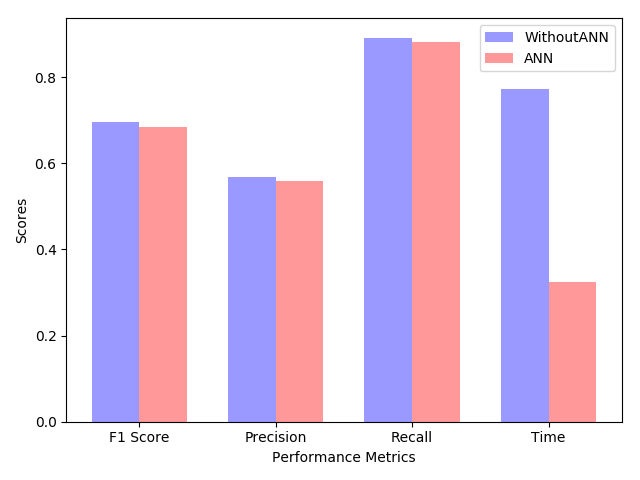 WithoutANN
ANN
Scores
0.8
0.6
0.4
0.2
0.0
F1 Score Precision Recall Time
Performance Metrics